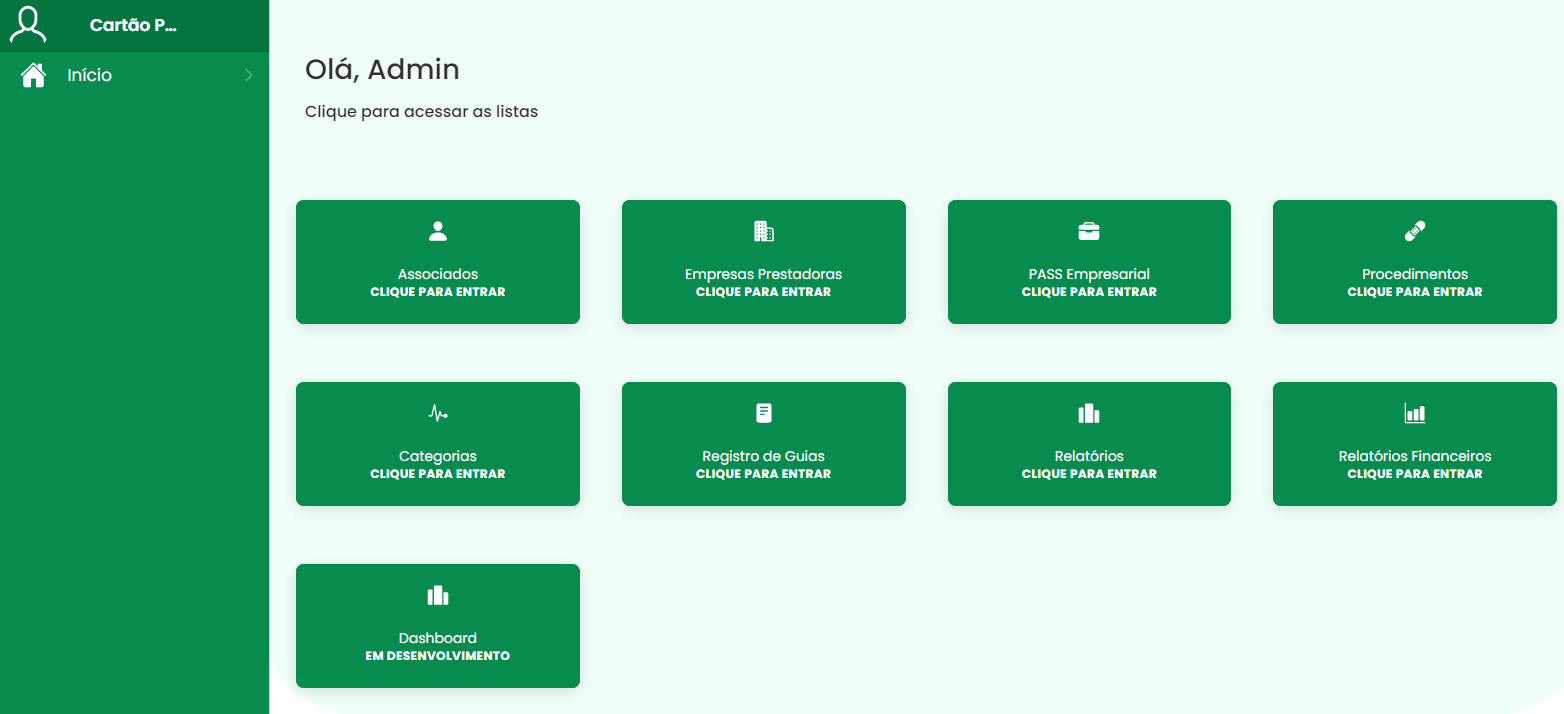 Cartão P...
Início
Olá, Admin
Clique para acessar as listas
Associados
CLIQUE PARA ENTRAR
Empresas Prestadoras
CLIQUE PARA ENTRAR
PASS Empresarial
CLIQUE PARA ENTRAR
Procedimentos
CLIQUE PARA ENTRAR
Categorias
CLIQUE PARA ENTRAR
Registro de Guias
CLIQUE PARA ENTRAR
Relatórios
CLIQUE PARA ENTRAR
Relatórios Financeiros
CLIQUE PARA ENTRAR
Dashboard
EM DESENVOLVIMENTO